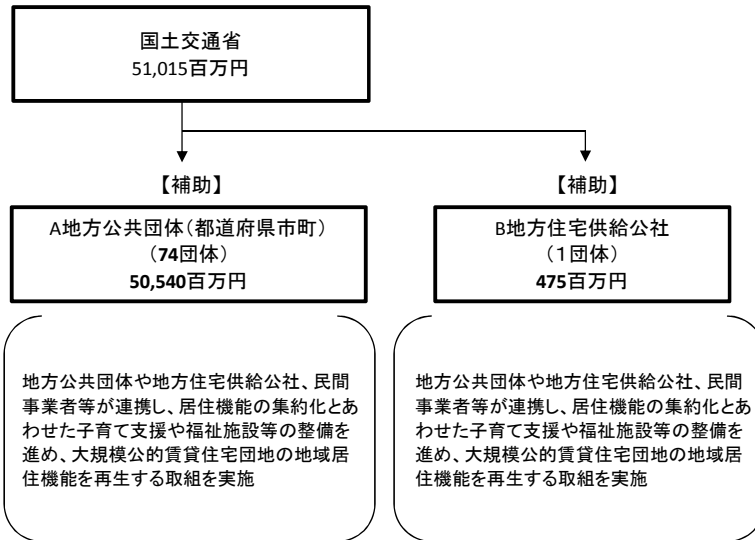 国土交通省
51,015百万円
【補助】
A地方公共団体(都道府県市町)
(74団体)
50,540百万円
地方公共団体や地方住宅供給公社、民間
事業者等が連携し、居住機能の集約化とあ
わせた子育て支援や福祉施設等の整備を
進め、大規模公的賃貸住宅団地の地域居
住機能を再生する取組を実施
【補助】
B地方住宅供給公社
(１団体)
475百万円
地方公共団体や地方住宅供給公社、民間
事業者等が連携し、居住機能の集約化とあ
わせた子育て支援や福祉施設等の整備を
進め、大規模公的賃貸住宅団地の地域居
住機能を再生する取組を実施